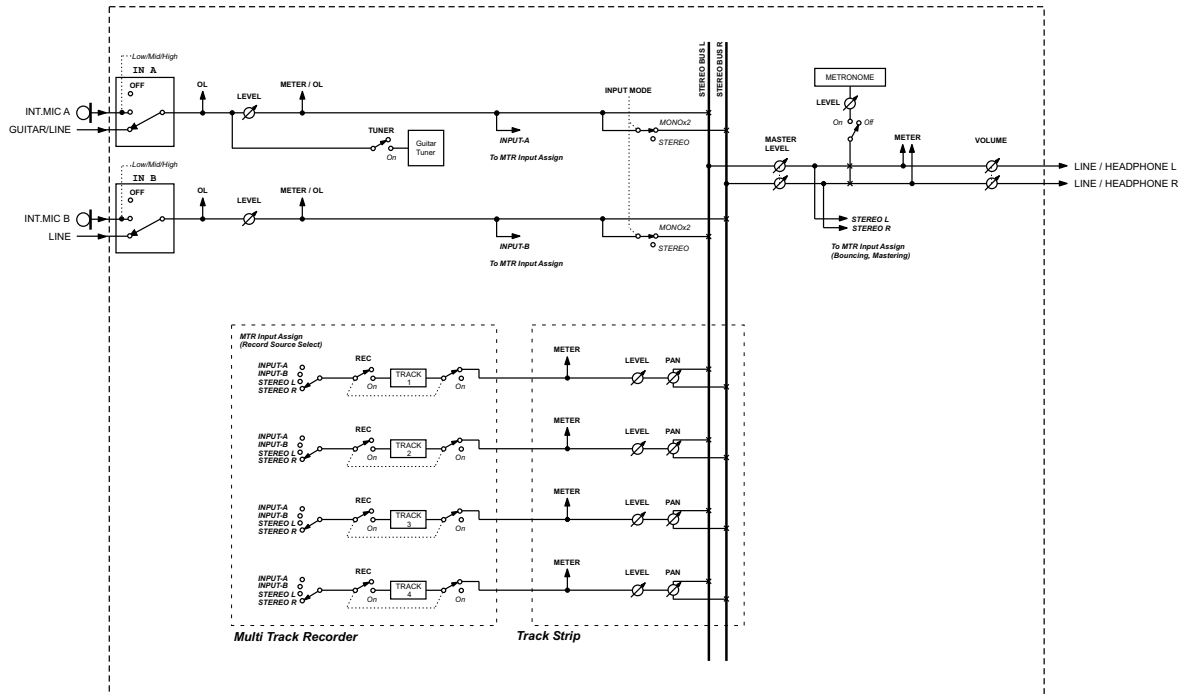 Low/Mid/High
IN A
OFF
OL
LEVEL
METER / OL
INPUT MODE
STEREO BUS L
STEREO BUS R
METRONOME
LEVEL
On
Off
INT.MIC A
GUITAR/LINE
TUNER
On
Guitar
Tuner
INPUT-A
To MTR Input Assign
MONOx2
STEREO
MASTER
LEVEL
METER
VOLUME
LINE / HEADPHONE L
LINE / HEADPHONE R
Low/Mid/High
IN B
OFF
OL
LEVEL
METER / OL
INT.MIC B
LINE
INPUT-B
To MTR Input Assign
MONOx2
STEREO
STEREO L
STEREO R
To MTR Input Assign
(Bouncing, Mastering)
MTR Input Assign
(Record Source Select)
INPUT-A
INPUT-B
STEREO L
STEREO R
REC
On
TRACK
1
On
METER
LEVEL
PAN
INPUT-A
INPUT-B
STEREO L
STEREO R
REC
On
TRACK
2
On
METER
LEVEL
PAN
INPUT-A
INPUT-B
STEREO L
STEREO R
REC
On
TRACK
3
On
METER
LEVEL
PAN
INPUT-A
INPUT-B
STEREO L
STEREO R
REC
On
TRACK
4
On
METER
LEVEL
PAN
Multi Track Recorder
Track Strip